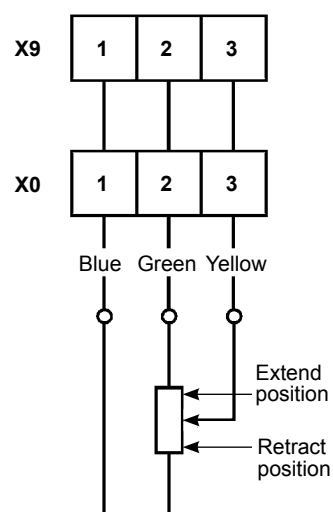 X9 1 2 3
X0 1 2 3
Blue Green Yellow
Extend
position
Retract
position